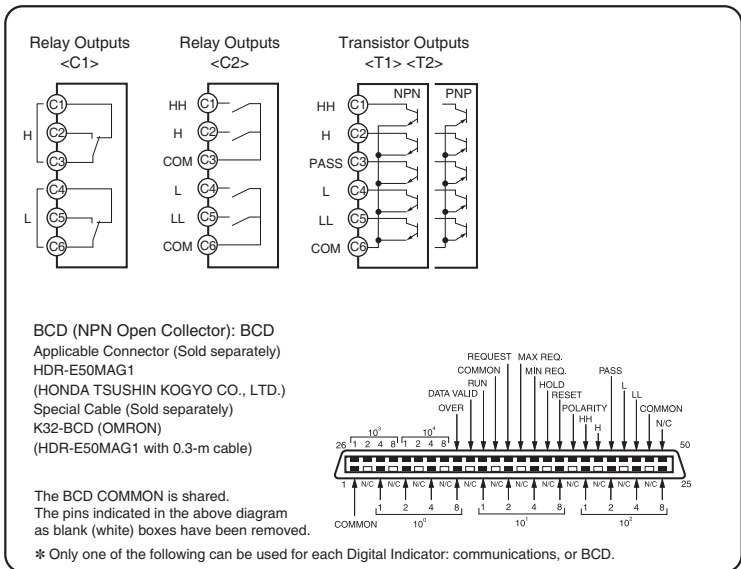 Relay Outputs
<C1>
Relay Outputs
<C2>
Transistor Outputs
<T1> <T2>
H
C1
C2
C3
L
C4
C5
C6
HH C1
H C2
COM C3
L C4
LL C5
COM C6
NPN PNP
HH C1
H C2
PASS C3
L C4
LL C5
COM C6
BCD (NPN Open Collector): BCD
Applicable Connector (Sold separately)
HDR-E50MAG1
(HONDA TSUSHIN KOGYO CO., LTD.)
Special Cable (Sold separately)
K32-BCD (OMRON)
(HDR-E50MAG1 with 0.3-m cable)
The BCD COMMON is shared.
The pins indicated in the above diagram
as blank (white) boxes have been removed.
REQUEST MAX REQ.
COMMON MIN REQ. PASS
RUN HOLD L
DATA VALID RESET LL
OVER POLARITY COMMON
HH
H N/C
10³ 10⁴
26 1 2 4 8 1 2 4 8 50
1 N/C N/C N/C N/C N/C N/C N/C N/C N/C N/C N/C N/C 25
1 2 4 8 1 2 4 8 1 2 4 8
COMMON 10⁰ 10¹ 10²
✻ Only one of the following can be used for each Digital Indicator: communications, or BCD.